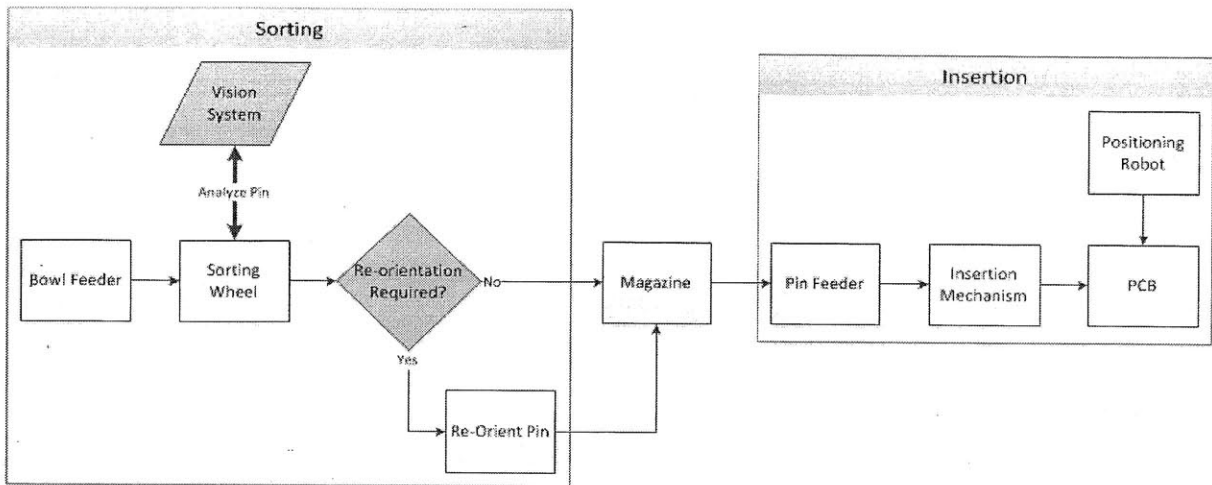 Sorting
Vision
System
Analyze Pin
Bowl Feeder
Sorting
Wheel
Re-orientation
Required?
No
Yes
Re-Orient Pin
Magazine
Insertion
Positioning
Robot
Pin Feeder
Insertion
Mechanism
PCB